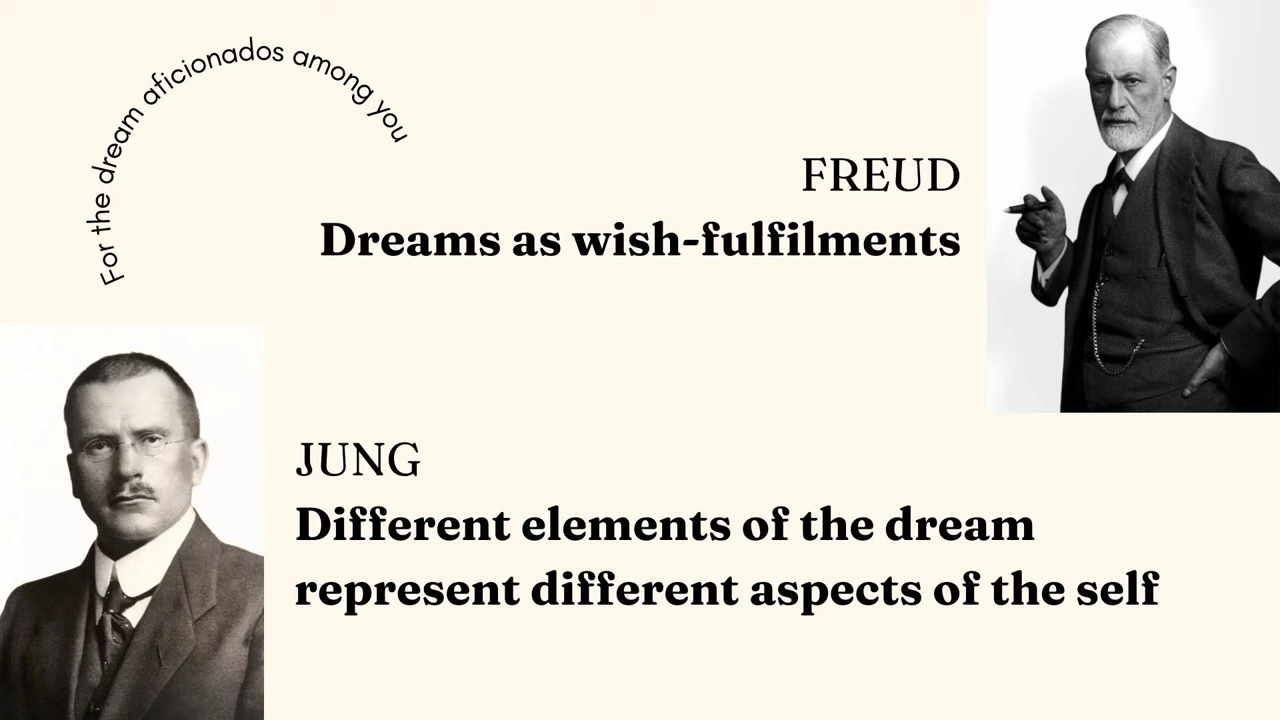 For the dream aficionados among you
FREUD
Dreams as wish-fulfilments
JUNG
Different elements of the dream
represent different aspects of the self